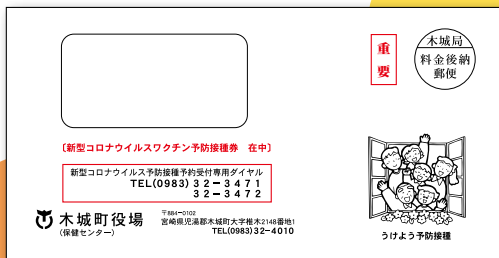 重要
木城局
料金後納
郵便
〔新型コロナウイルスワクチン予防接種券 在中〕
新型コロナウイルス予防接種予約受付専用ダイヤル
TEL(0983)32－3471
32－3472
うけよう予防接種
木城町役場
(保健センター)
〒884－0102
宮崎県児湯郡木城町大字椎木2148番地1
TEL(0983)32－4010